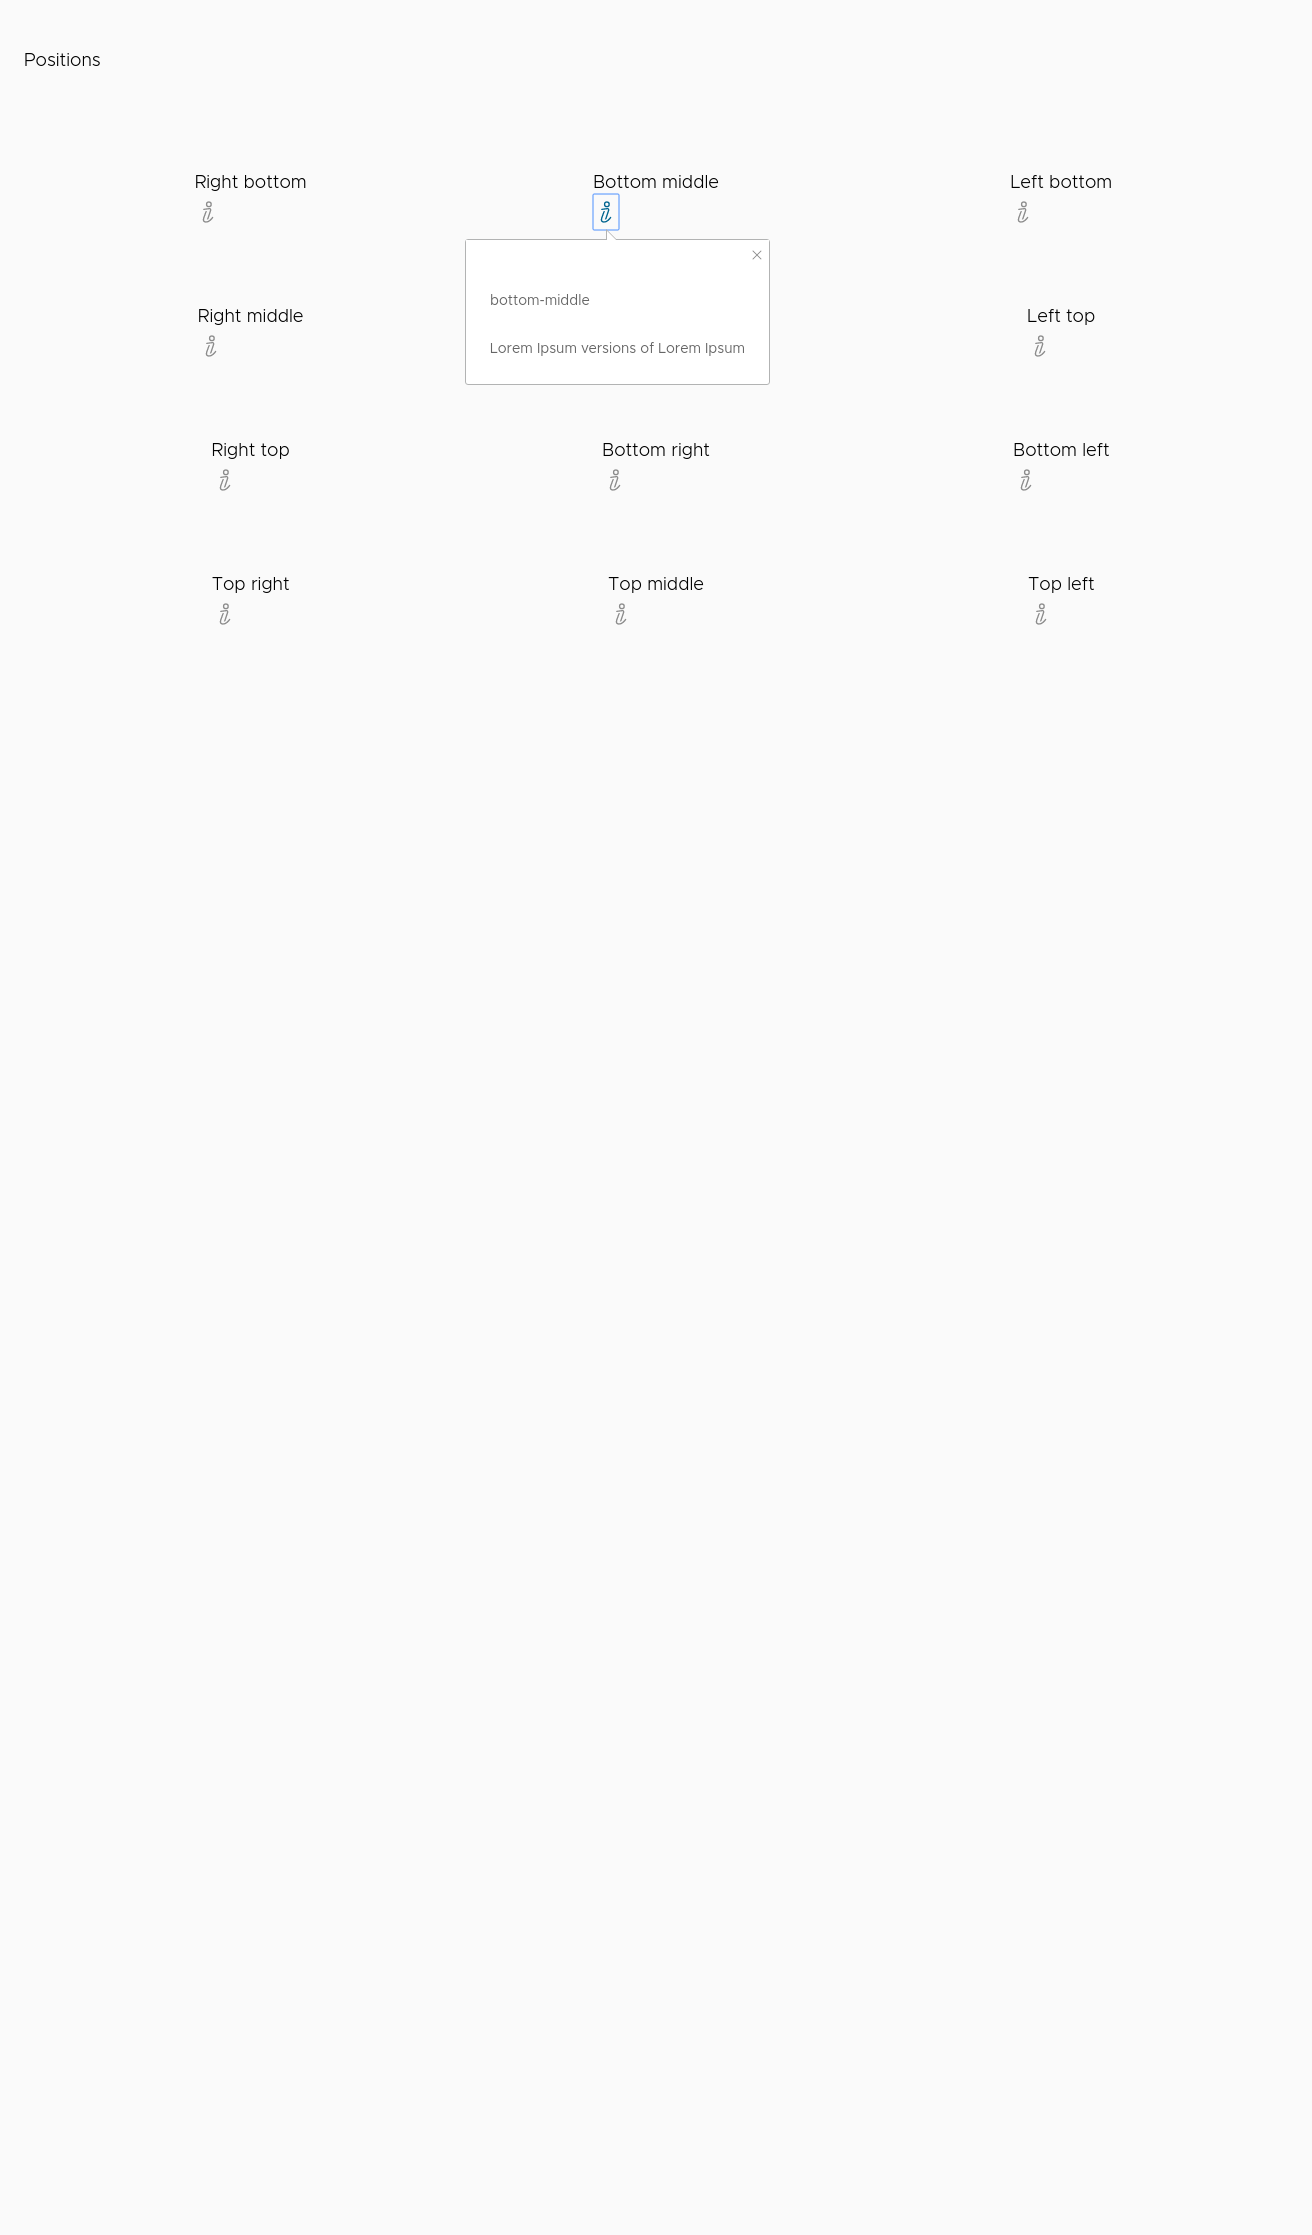 Positions
Right bottom
Bottom middle
Left bottom
bottom-middle
Right middle
Left top
Lorem Ipsum versions of Lorem Ipsum
Right top
Bottom right
Bottom left
Top right
Top middle
Top left